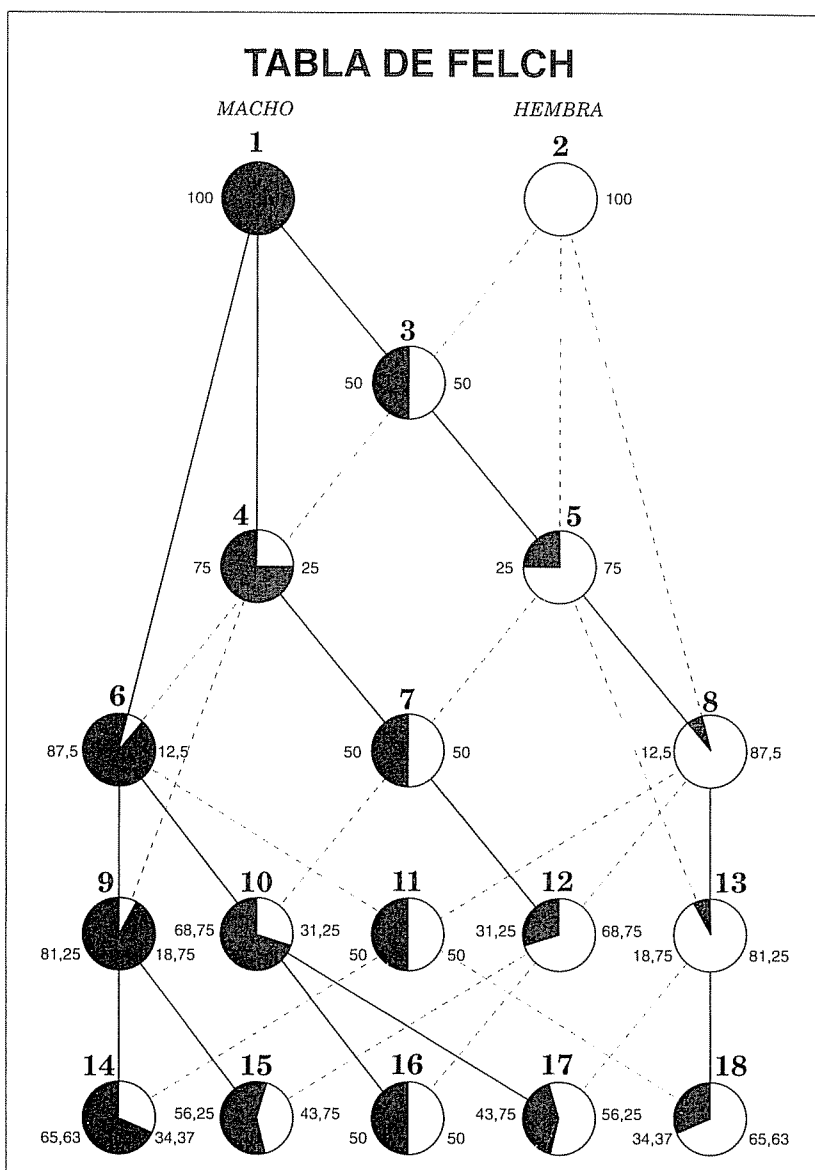 TABLA DE FELCH
MACHO HEMBRA
1 2
100 100
3
50 50
4 5
75 25 25 75
6 7 8
87,5 12,5 50 50 12,5 87,5
9 10 11 12 13
68,75 31,25 31,25 68,75
81,25 18,75 50 50 18,75 81,25
14 15 16 17 18
56,25 43,75 43,75 56,25
65,63 34,37 50 50 34,37 65,63